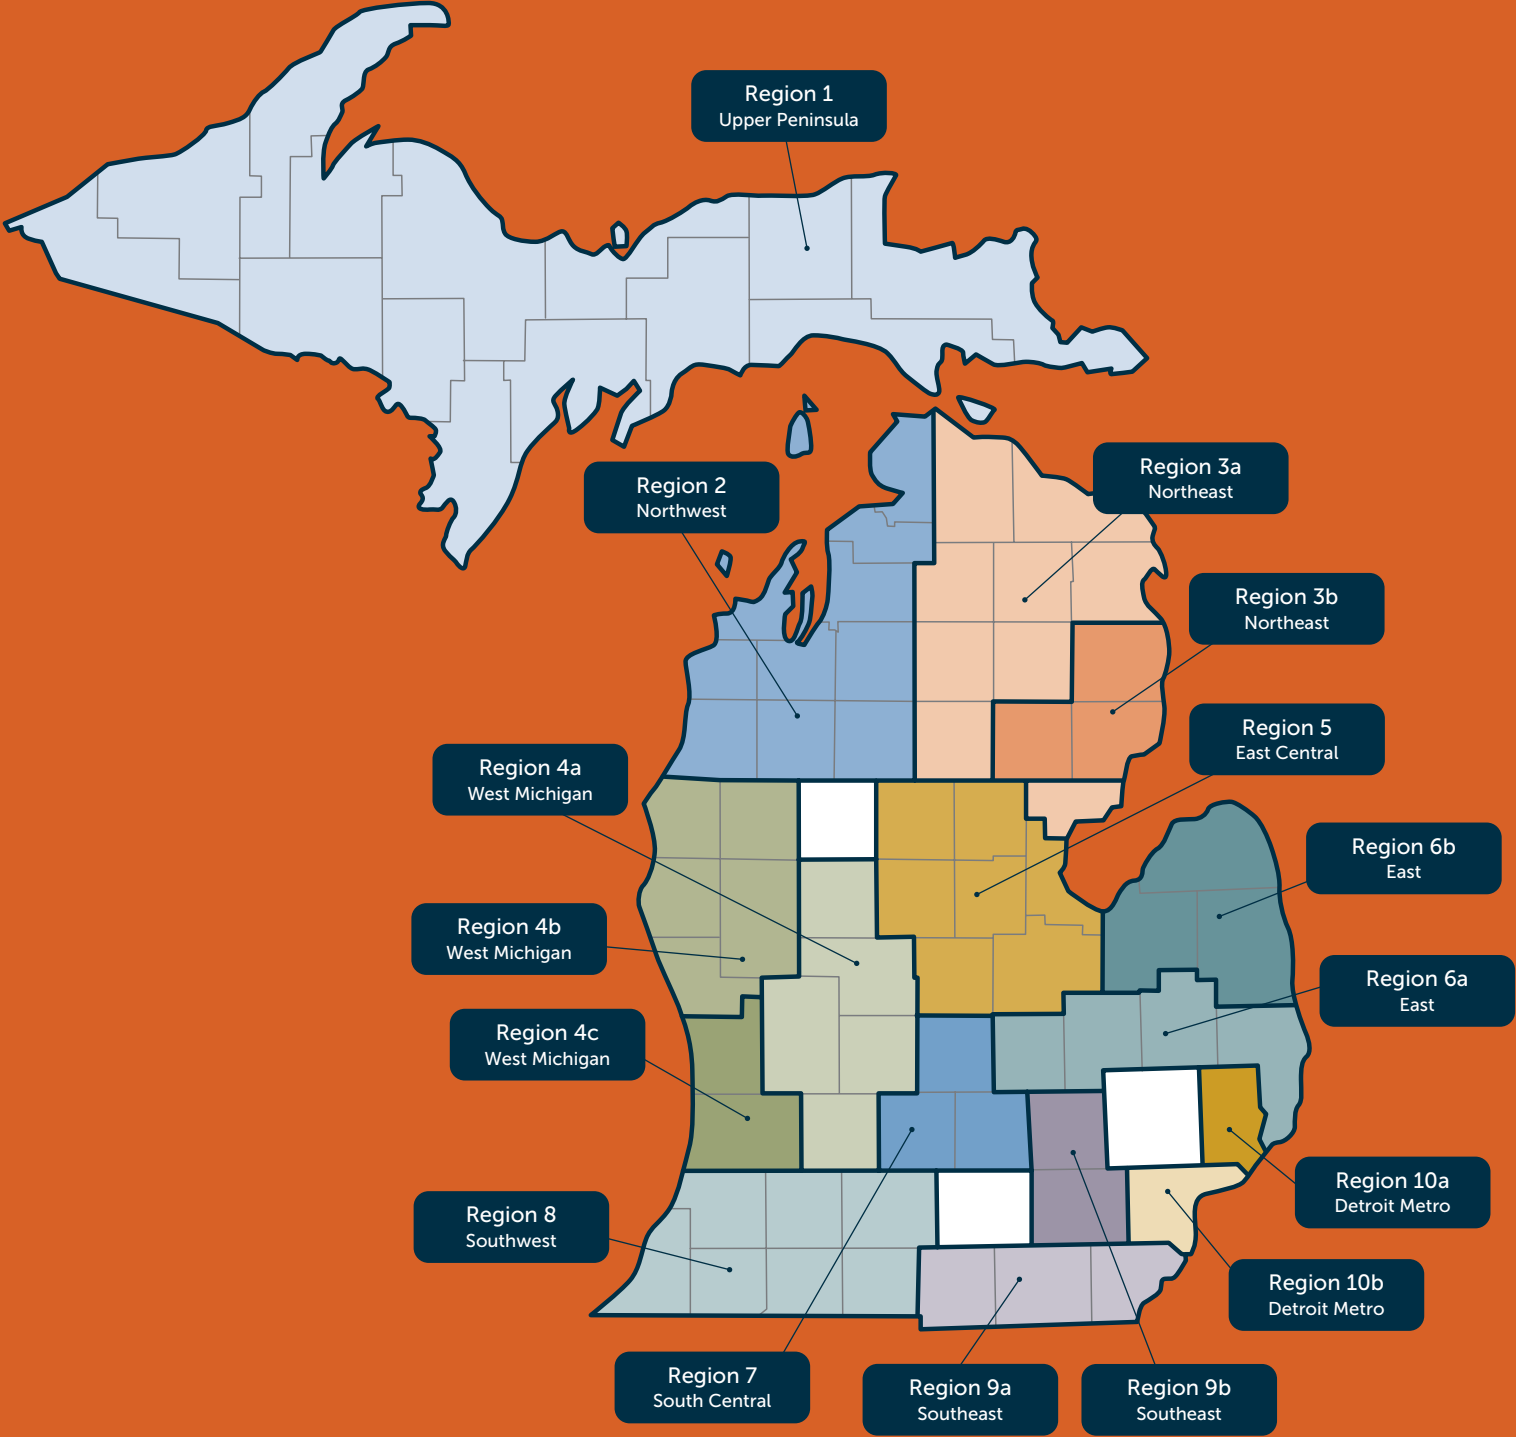 Region 1
Upper Peninsula
Region 3a
Northeast
Region 2
Northwest
Region 3b
Northeast
Region 5
East Central
Region 4a
West Michigan
Region 6b
East
Region 4b
West Michigan
Region 6a
East
Region 4c
West Michigan
Region 10a
Detroit Metro
Region 8
Southwest
Region 10b
Detroit Metro
Region 7
South Central
Region 9a
Southeast
Region 9b
Southeast